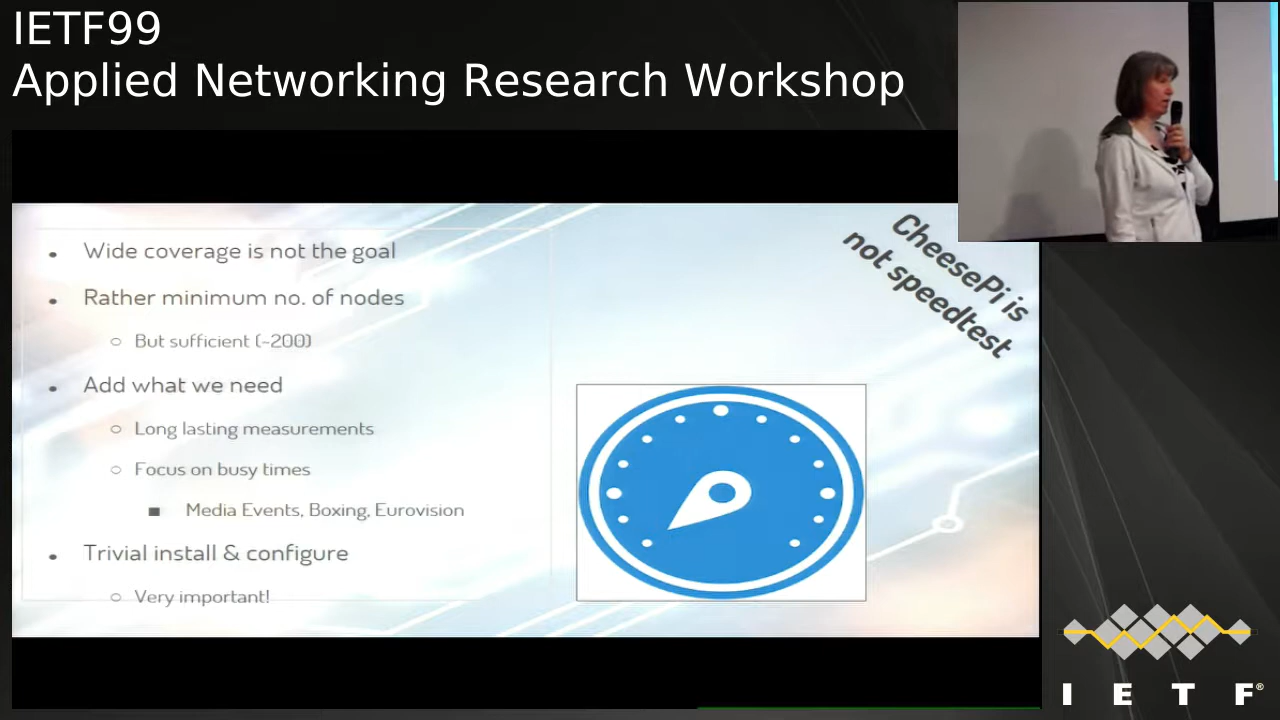 IETF99
Applied Networking Research Workshop
CheesePi is
not speedtest
• Wide coverage is not the goal
• Rather minimum no. of nodes
○ But sufficient (~200)
• Add what we need
○ Long lasting measurements
○ Focus on busy times
■ Media Events, Boxing, Eurovision
• Trivial install & configure
○ Very important!
I E T F®